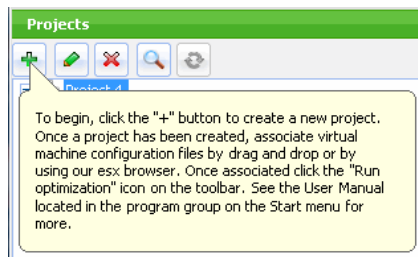 Projects
Project 4
To begin, click the "+" button to create a new project.
Once a project has been created, associate virtual
machine configuration files by drag and drop or by
using our esx browser. Once associated click the "Run
optimization" icon on the toolbar. See the User Manual
located in the program group on the Start menu for
more.